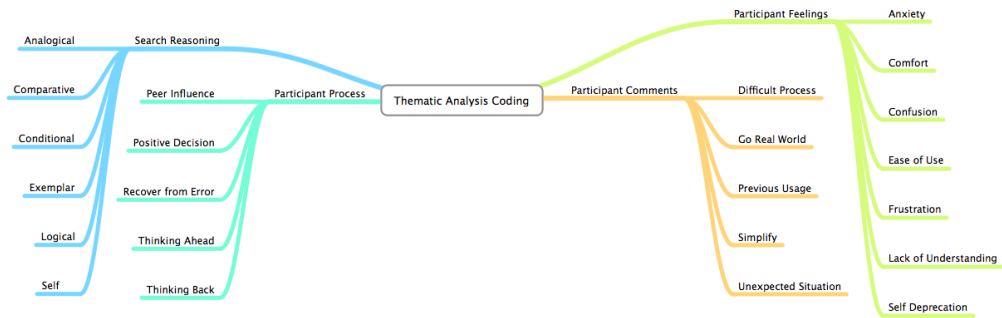 Thematic Analysis Coding
Search Reasoning
Analogical
Comparative
Conditional
Exemplar
Logical
Self
Participant Process
Peer Influence
Positive Decision
Recover from Error
Thinking Ahead
Thinking Back
Participant Comments
Difficult Process
Go Real World
Previous Usage
Simplify
Unexpected Situation
Participant Feelings
Anxiety
Comfort
Confusion
Ease of Use
Frustration
Lack of Understanding
Self Deprecation